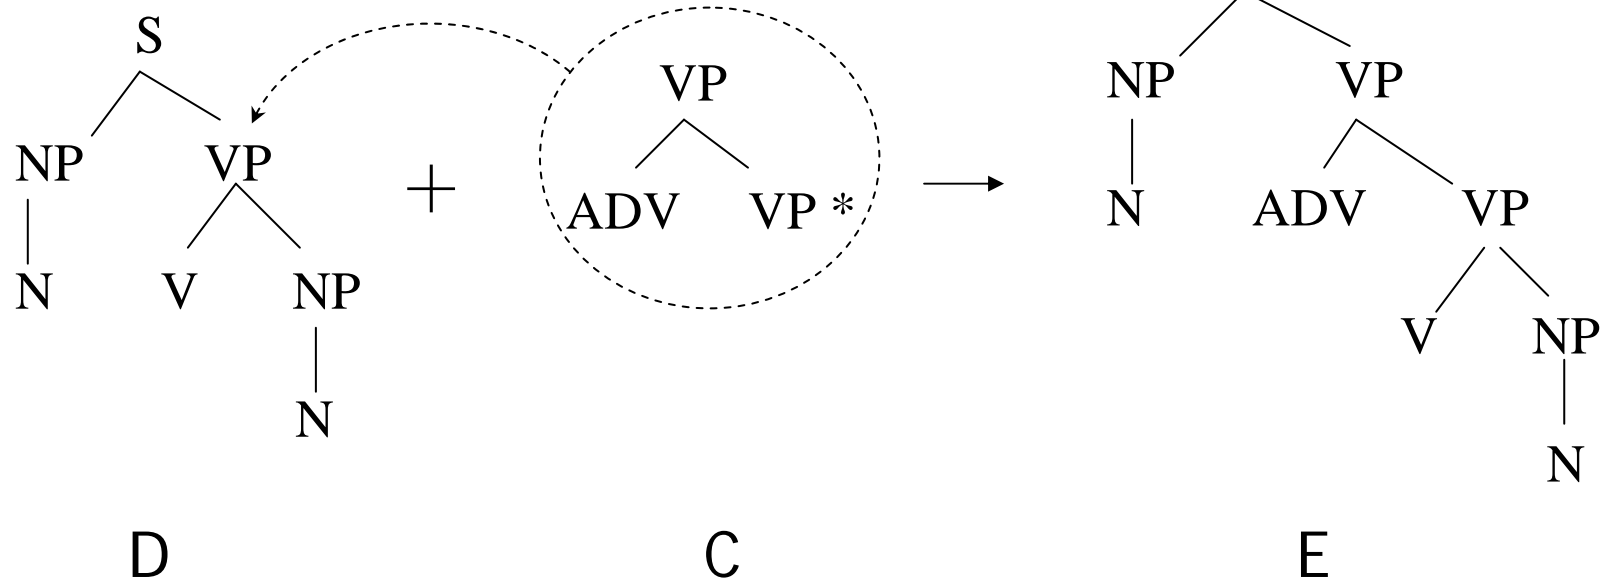 S
NP VP
N V NP
N
+
VP
ADV VP *
NP VP
N ADV VP
V NP
N
D C E